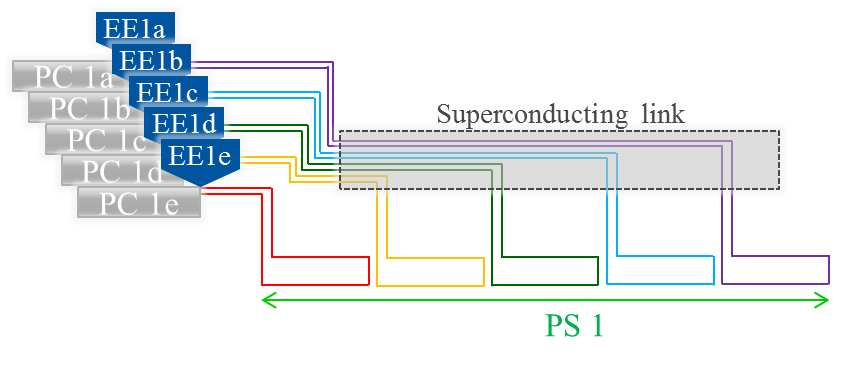 EE1a
EE1b
PC 1a
EE1c
PC 1b
EE1d
PC 1c
EE1e
PC 1d
PC 1e
Superconducting link
PS 1